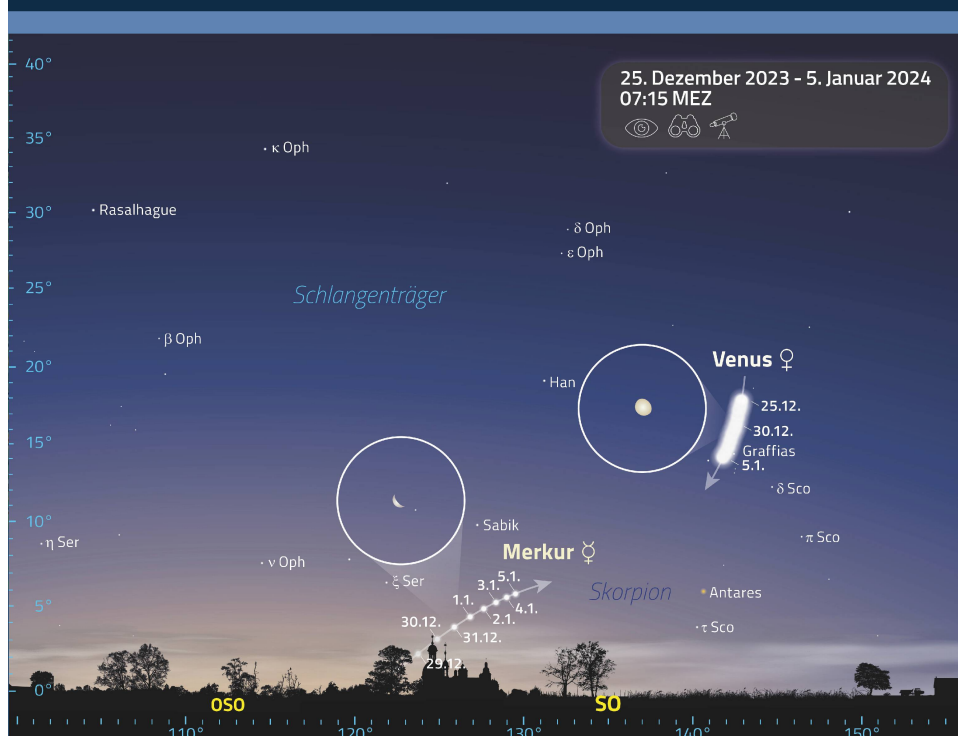 40°
25. Dezember 2023 - 5. Januar 2024
07:15 MEZ
35°
κ Oph
30°
Rasalhague
δ Oph
ε Oph
25°
Schlangenträger
β Oph
20°
Venus ♀
Han
25.12.
30.12.
15°
Graffias
5.1.
δ Sco
10°
Sabik
η Ser
π Sco
Merkur ☿
ν Oph
ξ Ser
3.1.
5.1.
Skorpion
Antares
5°
1.1.
4.1.
2.1.
30.12.
τ Sco
31.12.
29.12.
0°
OSO
SO
110°
120°
130°
140°
150°